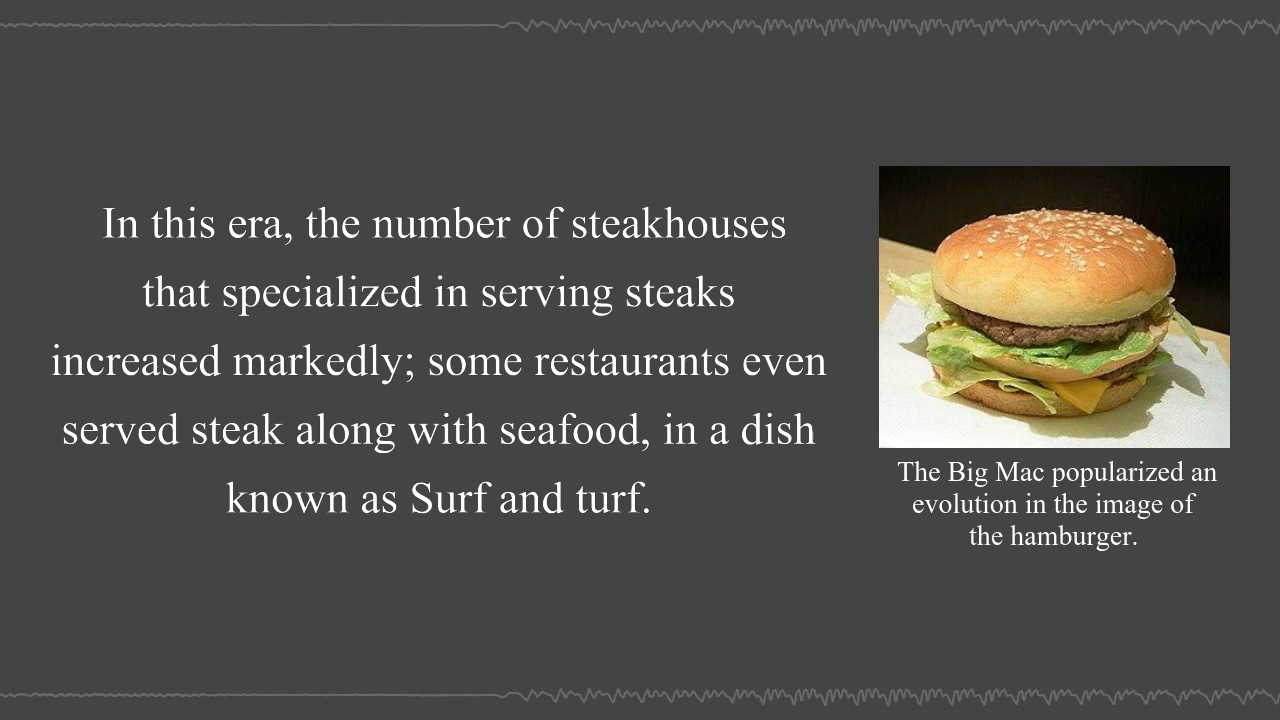 In this era, the number of steakhouses
that specialized in serving steaks
increased markedly; some restaurants even
served steak along with seafood, in a dish
known as Surf and turf.
The Big Mac popularized an
evolution in the image of
the hamburger.